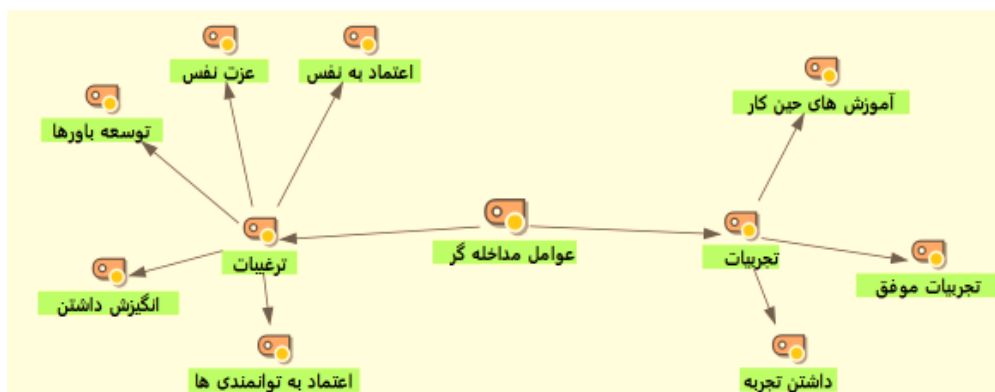 اعتماد به نفس
عزت نفس
آموزش های حین کار
توسعه باورها
عوامل مداخله گر
تجربیات
ترغیبات
تجربیات موفق
انگیزش داشتن
داشتن تجربه
اعتماد به توانمندی ها